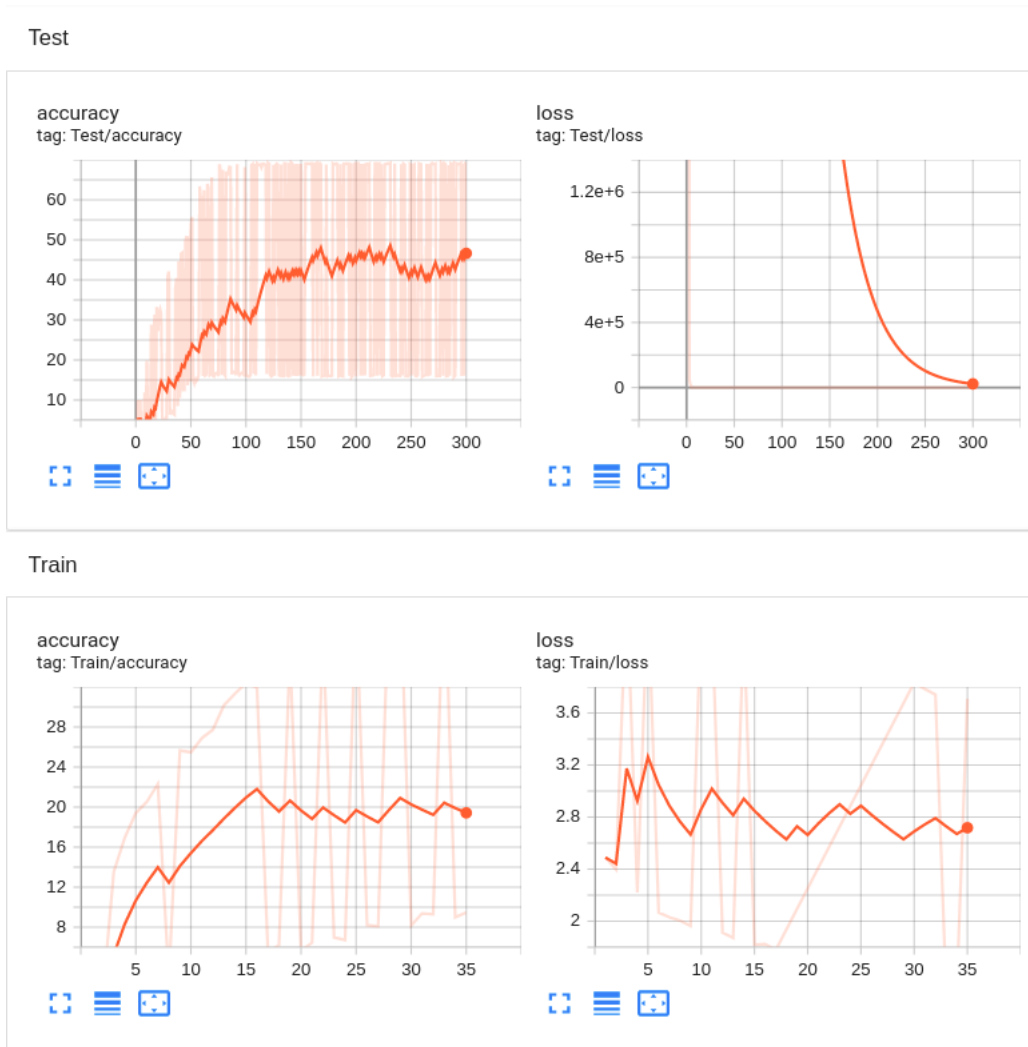 Test
accuracy
tag: Test/accuracy
60
50
40
30
20
10
0 50 100 150 200 250 300
loss
tag: Test/loss
1.2e+6
8e+5
4e+5
0
0 50 100 150 200 250 300
Train
accuracy
tag: Train/accuracy
28
24
20
16
12
8
5 10 15 20 25 30 35
loss
tag: Train/loss
3.6
3.2
2.8
2.4
2
5 10 15 20 25 30 35